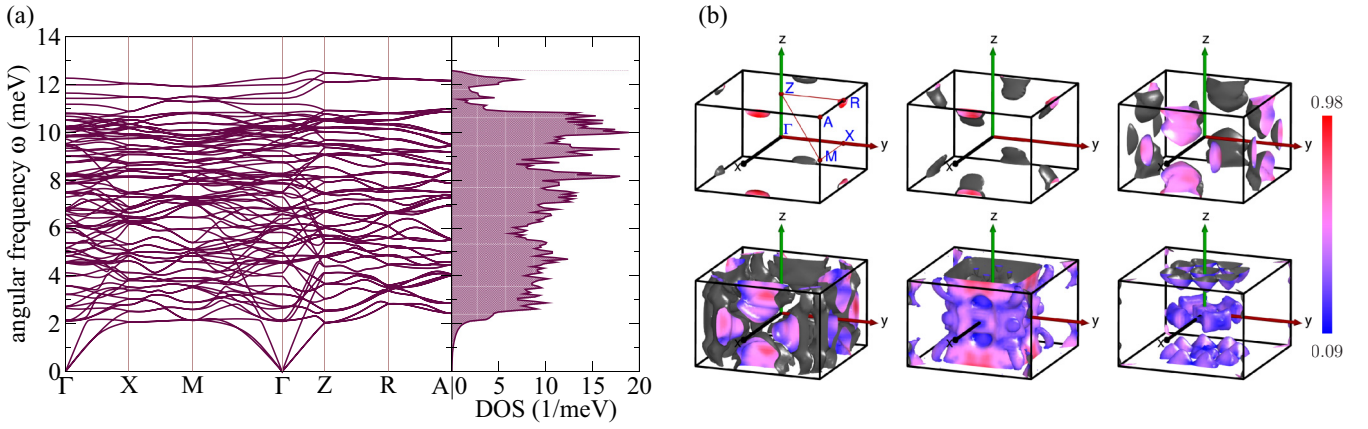 (a)
angular frequency ω (meV)
14
12
10
8
6
4
2
0
Γ X M Γ Z R A
0 5 10 15 20
DOS (1/meV)
(b)
z
Z
R
A
Γ
X
M
y
x
z
y
x
z
y
x
z
y
x
z
y
x
z
y
x
0.98
0.09